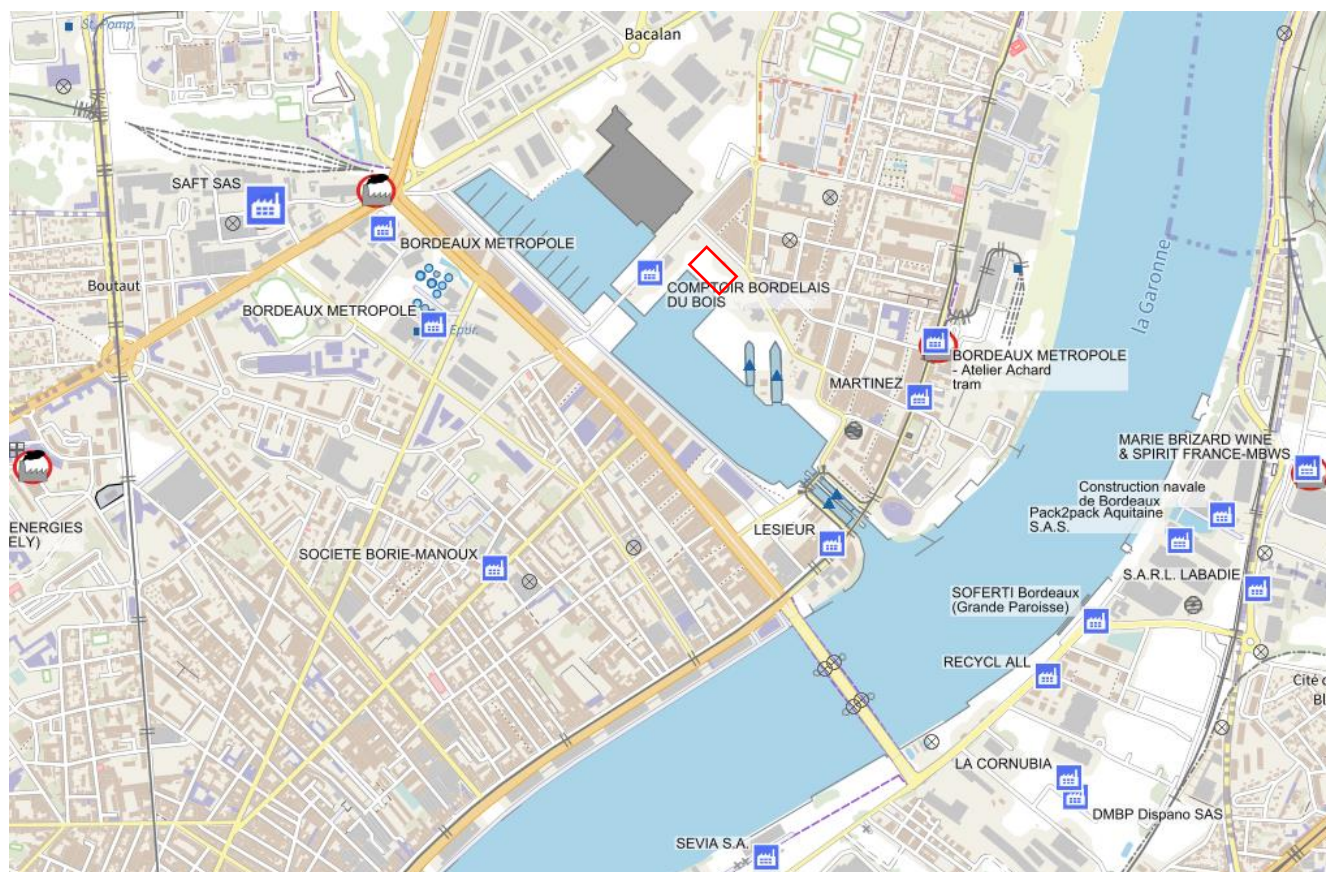 St. Pomp.
Bacalan
SAFT SAS
BORDEAUX METROPOLE
la Garonne
COMPTOIR BORDELAIS
DU BOIS
Boutaut
BORDEAUX METROPOLE
Epur.
BORDEAUX METROPOLE
- Atelier Achard
tram
MARTINEZ
MARIE BRIZARD WINE
& SPIRIT FRANCE-MBWS
Construction navale
de Bordeaux
Pack2pack Aquitaine
S.A.S.
ENERGIES
ELY)
LESIEUR
SOCIETE BORIE-MANOUX
S.A.R.L. LABADIE
SOFERTI Bordeaux
(Grande Paroisse)
RECYCL ALL
Cité
Bl
LA CORNUBIA
DMBP Dispano SAS
SEVIA S.A.